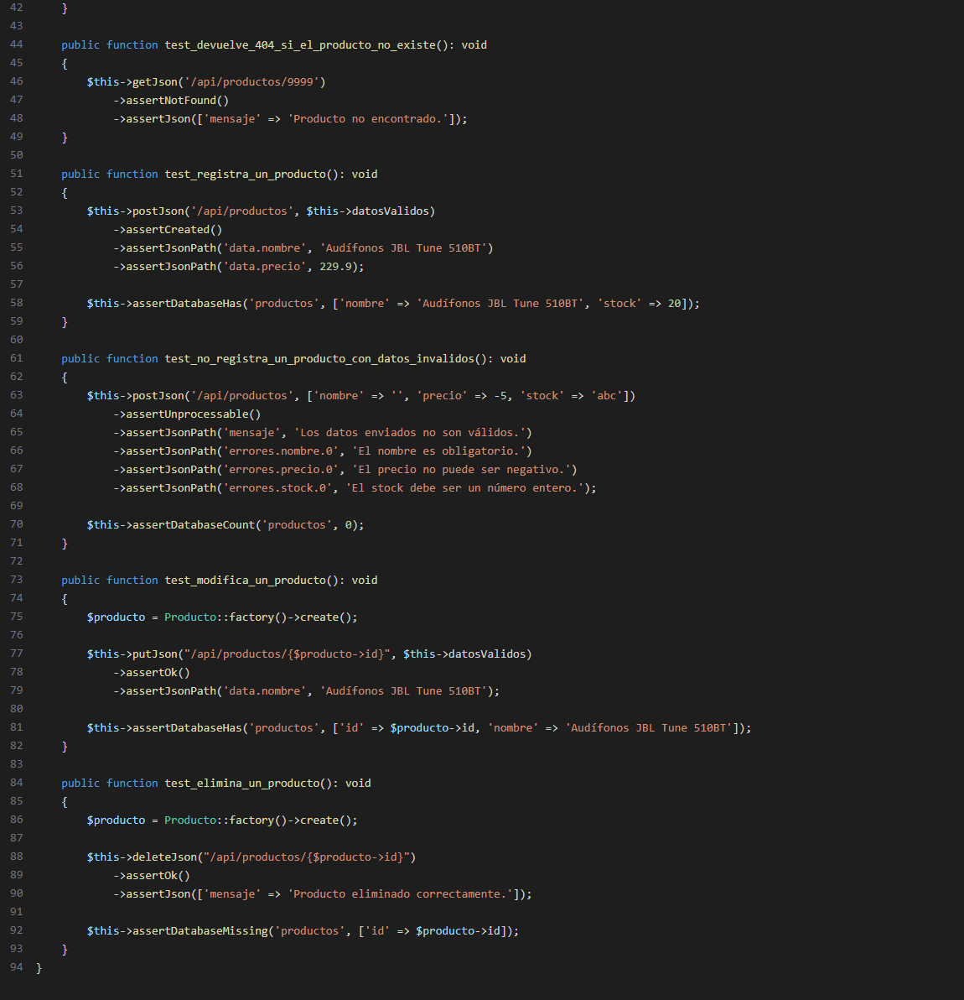 42    }
43
44    public function test_devuelve_404_si_el_producto_no_existe(): void
45    {
46        $this->getJson('/api/productos/9999')
47            ->assertNotFound()
48            ->assertJson(['mensaje' => 'Producto no encontrado.']);
49    }
50
51    public function test_registra_un_producto(): void
52    {
53        $this->postJson('/api/productos', $this->datosValidos)
54            ->assertCreated()
55            ->assertJsonPath('data.nombre', 'Audífonos JBL Tune 510BT')
56            ->assertJsonPath('data.precio', 229.9);
57
58        $this->assertDatabaseHas('productos', ['nombre' => 'Audífonos JBL Tune 510BT', 'stock' => 20]);
59    }
60
61    public function test_no_registra_un_producto_con_datos_invalidos(): void
62    {
63        $this->postJson('/api/productos', ['nombre' => '', 'precio' => -5, 'stock' => 'abc'])
64            ->assertUnprocessable()
65            ->assertJsonPath('mensaje', 'Los datos enviados no son válidos.')
66            ->assertJsonPath('errores.nombre.0', 'El nombre es obligatorio.')
67            ->assertJsonPath('errores.precio.0', 'El precio no puede ser negativo.')
68            ->assertJsonPath('errores.stock.0', 'El stock debe ser un número entero.');
69
70        $this->assertDatabaseCount('productos', 0);
71    }
72
73    public function test_modifica_un_producto(): void
74    {
75        $producto = Producto::factory()->create();
76
77        $this->putJson("/api/productos/{$producto->id}", $this->datosValidos)
78            ->assertOk()
79            ->assertJsonPath('data.nombre', 'Audífonos JBL Tune 510BT');
80
81        $this->assertDatabaseHas('productos', ['id' => $producto->id, 'nombre' => 'Audífonos JBL Tune 510BT']);
82    }
83
84    public function test_elimina_un_producto(): void
85    {
86        $producto = Producto::factory()->create();
87
88        $this->deleteJson("/api/productos/{$producto->id}")
89            ->assertOk()
90            ->assertJson(['mensaje' => 'Producto eliminado correctamente.']);
91
92        $this->assertDatabaseMissing('productos', ['id' => $producto->id]);
93    }
94 }